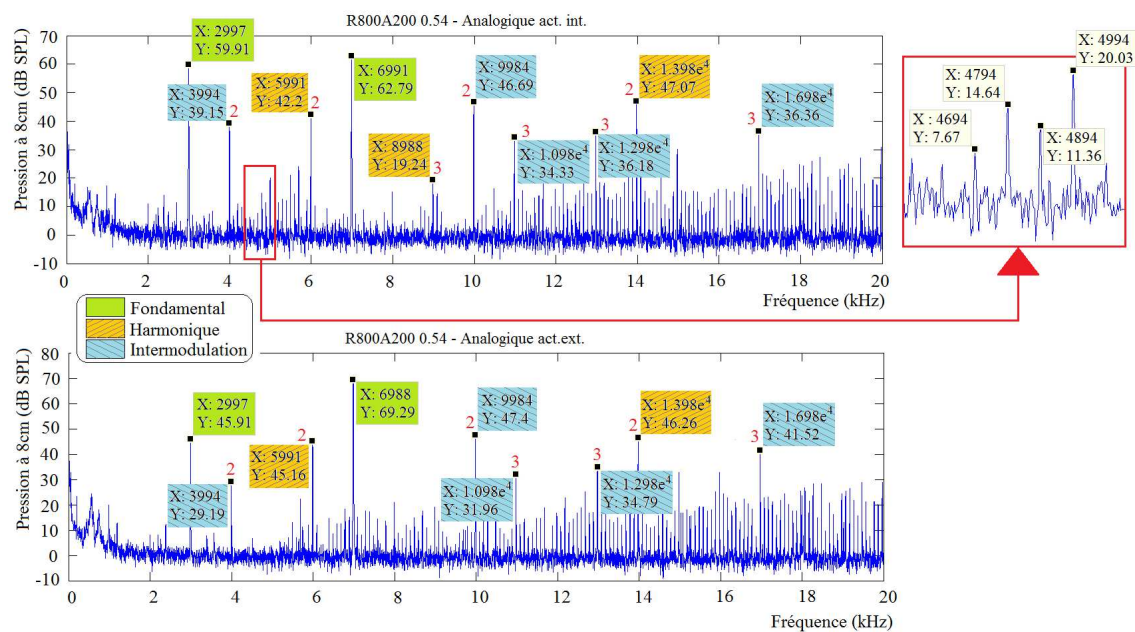 R800A200 0.54 - Analogique act. int.
Pression à 8cm (dB SPL)
80
70
60
50
40
30
20
10
0
-10
X: 2997
Y: 59.91
X: 3994
Y: 39.15
2
X: 5991
Y: 42.2
2
X: 6991
Y: 62.79
X: 8988
Y: 19.24
3
X: 9984
Y: 46.69
2
3
X: 1.098e⁴
Y: 34.33
3
X: 1.298e⁴
Y: 36.18
X: 1.398e⁴
Y: 47.07
2
X: 1.698e⁴
Y: 36.36
3
0 2 4 6 8 10 12 14 16 18 20
Fréquence (kHz)
X: 4694
Y: 7.67
X: 4794
Y: 14.64
X: 4894
Y: 11.36
X: 4994
Y: 20.03
Fondamental
Harmonique
Intermodulation
R800A200 0.54 - Analogique act.ext.
Pression à 8cm (dB SPL)
80
70
60
50
40
30
20
10
0
-10
X: 2997
Y: 45.91
X: 3994
Y: 29.19
2
X: 5991
Y: 45.16
2
X: 6988
Y: 69.29
X: 9984
Y: 47.4
2
X: 1.098e⁴
Y: 31.96
3
3
X: 1.298e⁴
Y: 34.79
X: 1.398e⁴
Y: 46.26
2
X: 1.698e⁴
Y: 41.52
3
0 2 4 6 8 10 12 14 16 18 20
Fréquence (kHz)